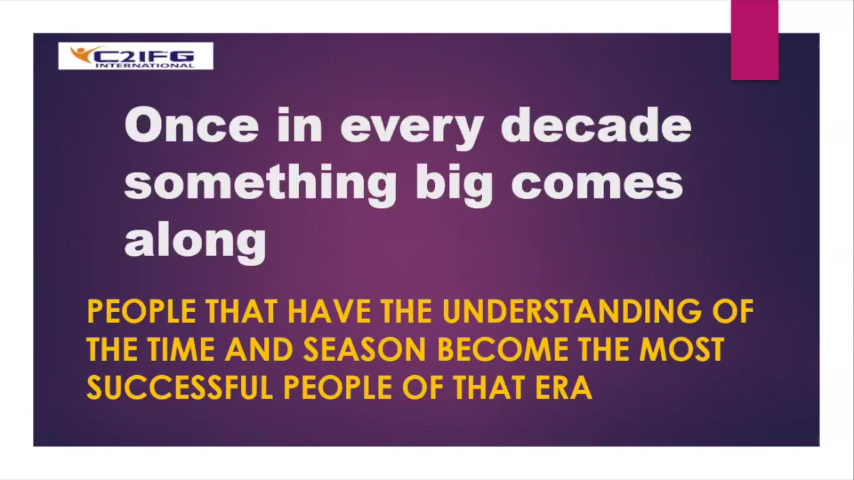 C2IFG
INTERNATIONAL
Once in every decade
something big comes
along
PEOPLE THAT HAVE THE UNDERSTANDING OF
THE TIME AND SEASON BECOME THE MOST
SUCCESSFUL PEOPLE OF THAT ERA